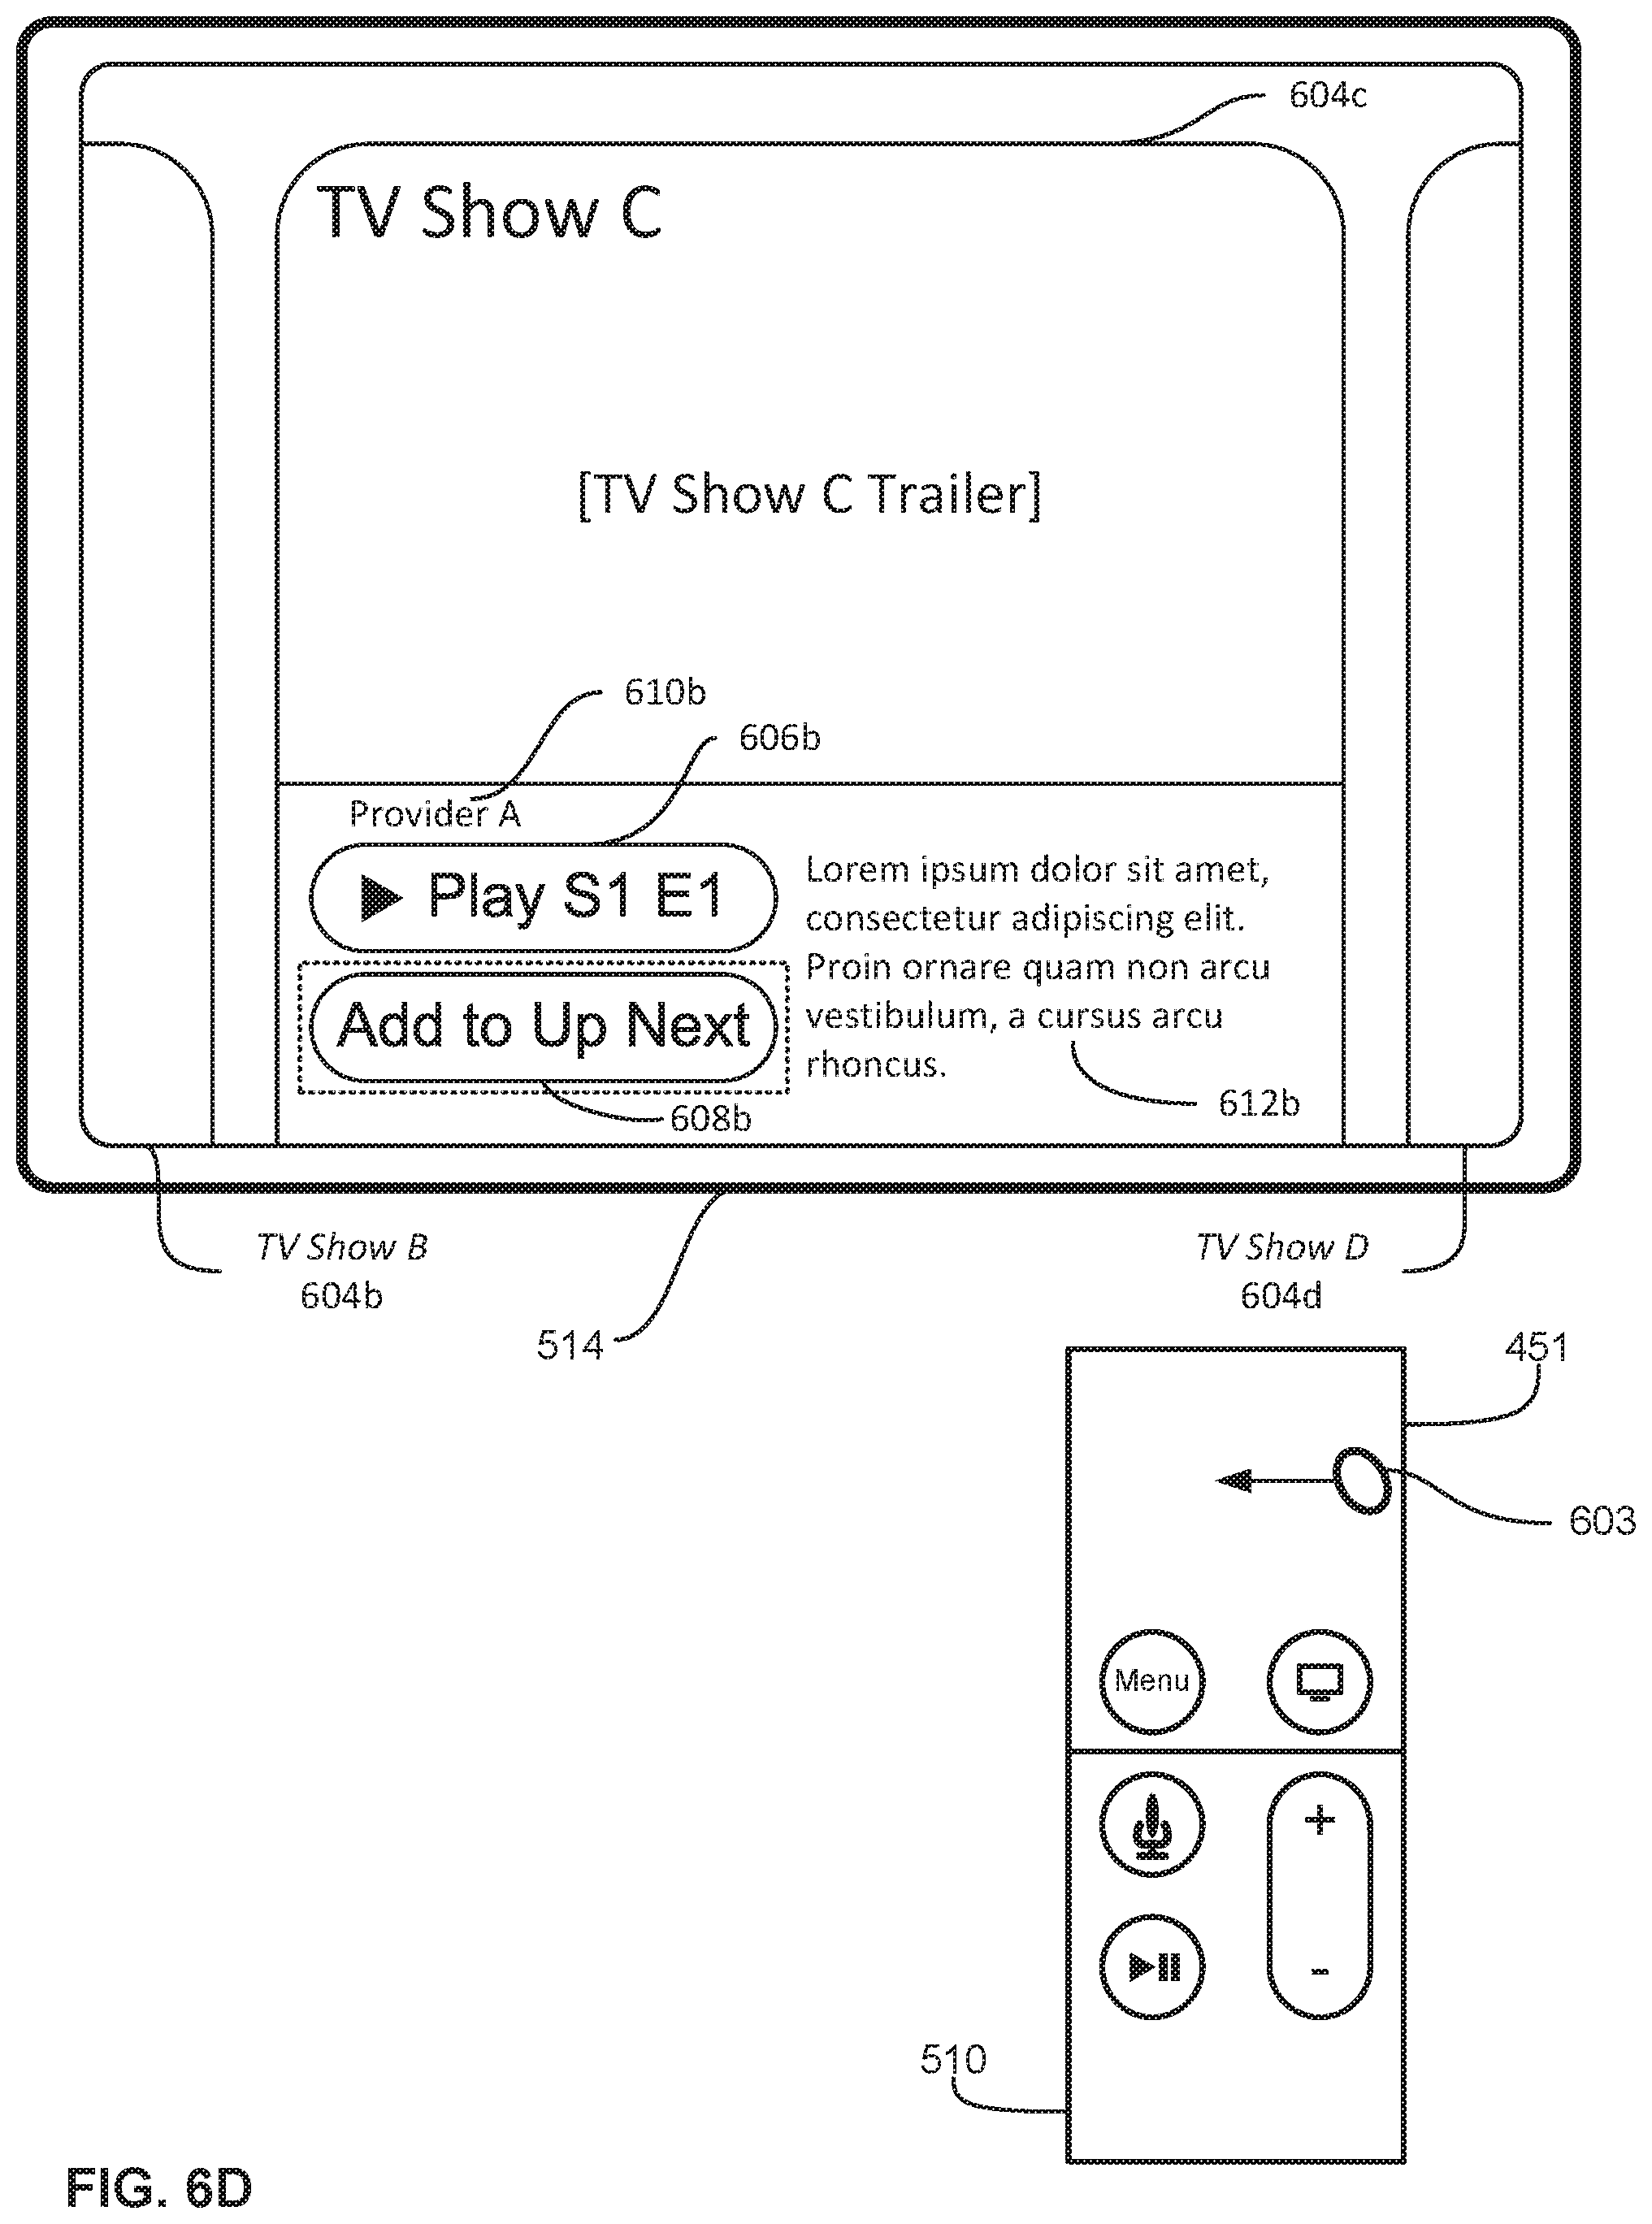 604c
TV Show C
[TV Show C Trailer]
610b
606b
Provider A
Play S1 E1
Add to Up Next
608b
Lorem ipsum dolor sit amet,
consectetur adipiscing elit.
Proin ornare quam non arcu
vestibulum, a cursus arcu
rhoncus.
612b
TV Show B
604b
TV Show D
604d
514
451
603
Menu
+
-
510
FIG. 6D